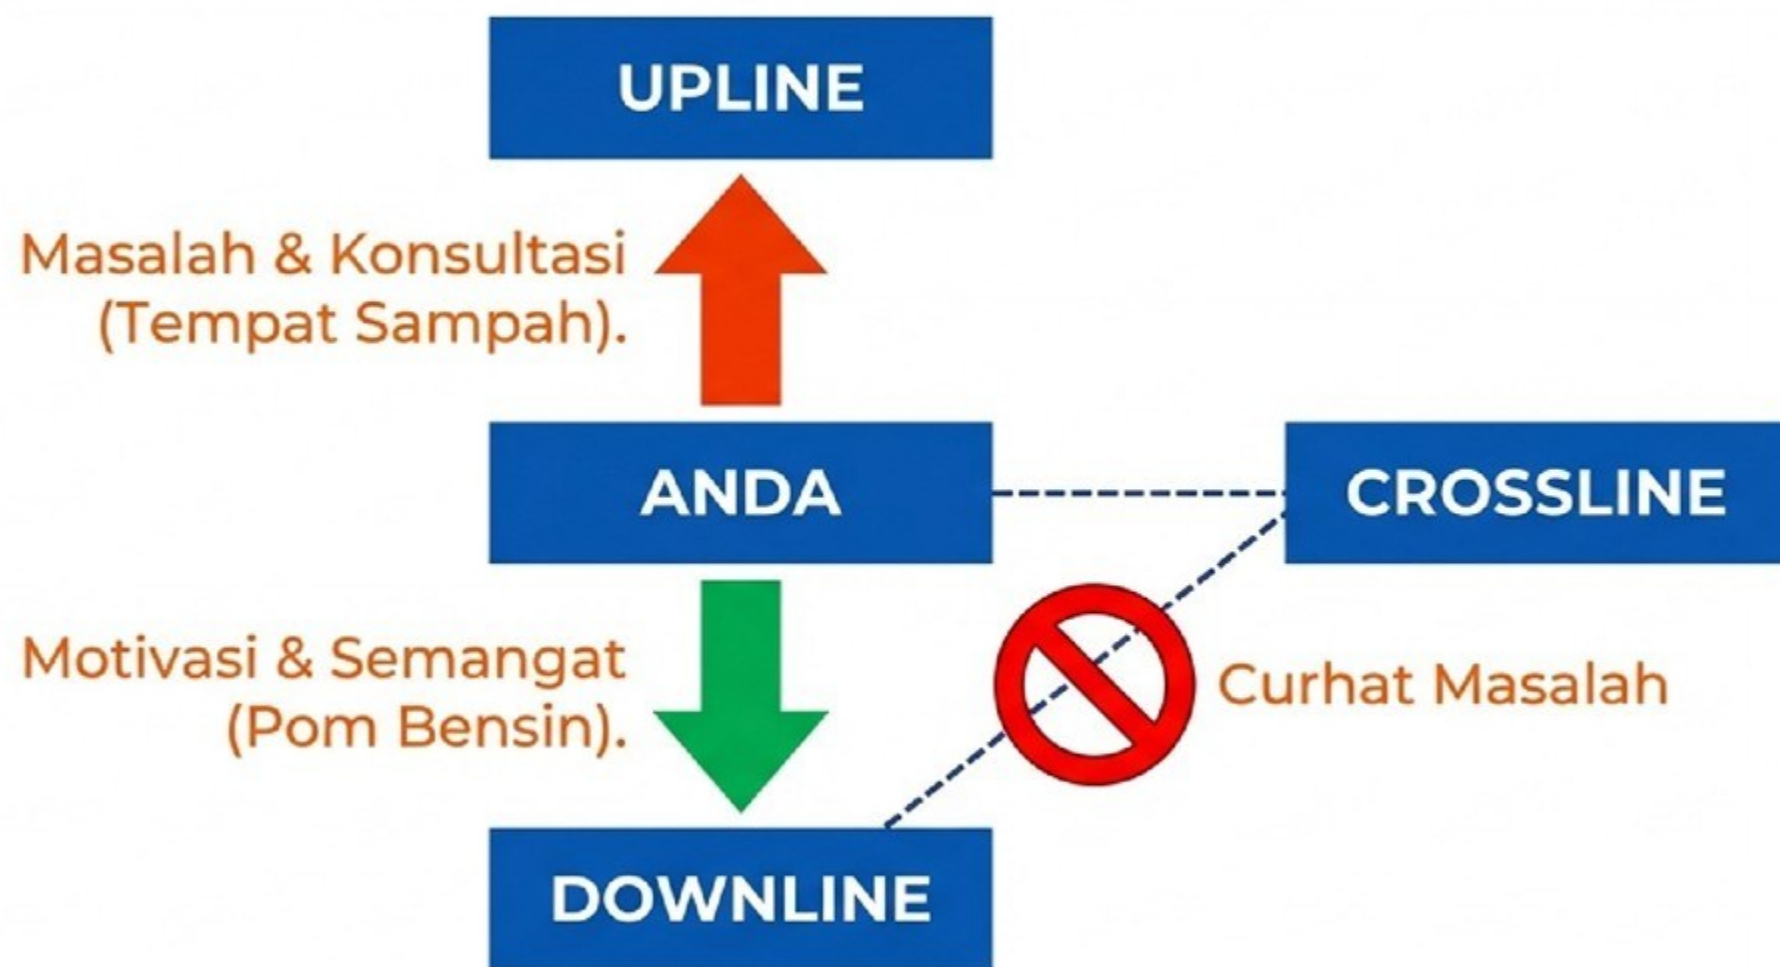 UPLINE
Masalah & Konsultasi
(Tempat Sampah).
ANDA
CROSSLINE
Motivasi & Semangat
(Pom Bensin).
Curhat Masalah
DOWNLINE